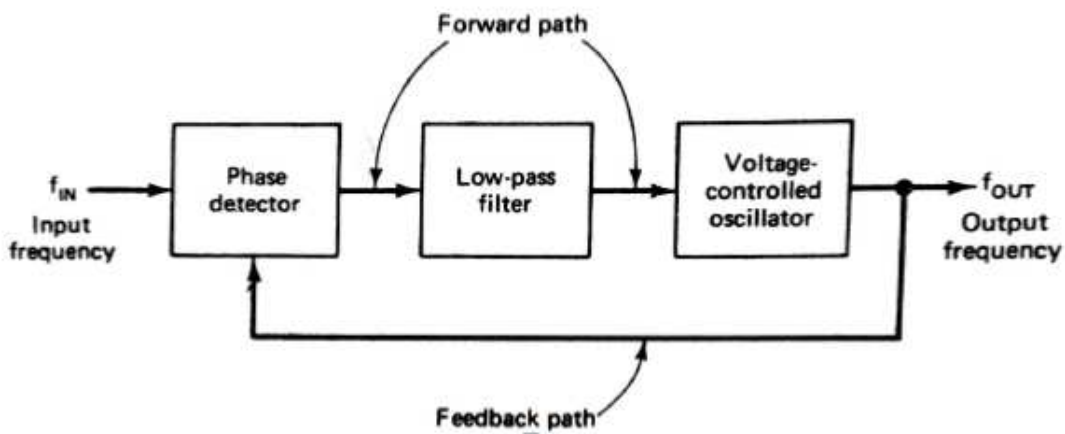 Forward path
f_IN
Input
frequency
Phase
detector
Low-pass
filter
Voltage-
controlled
oscillator
f_OUT
Output
frequency
Feedback path